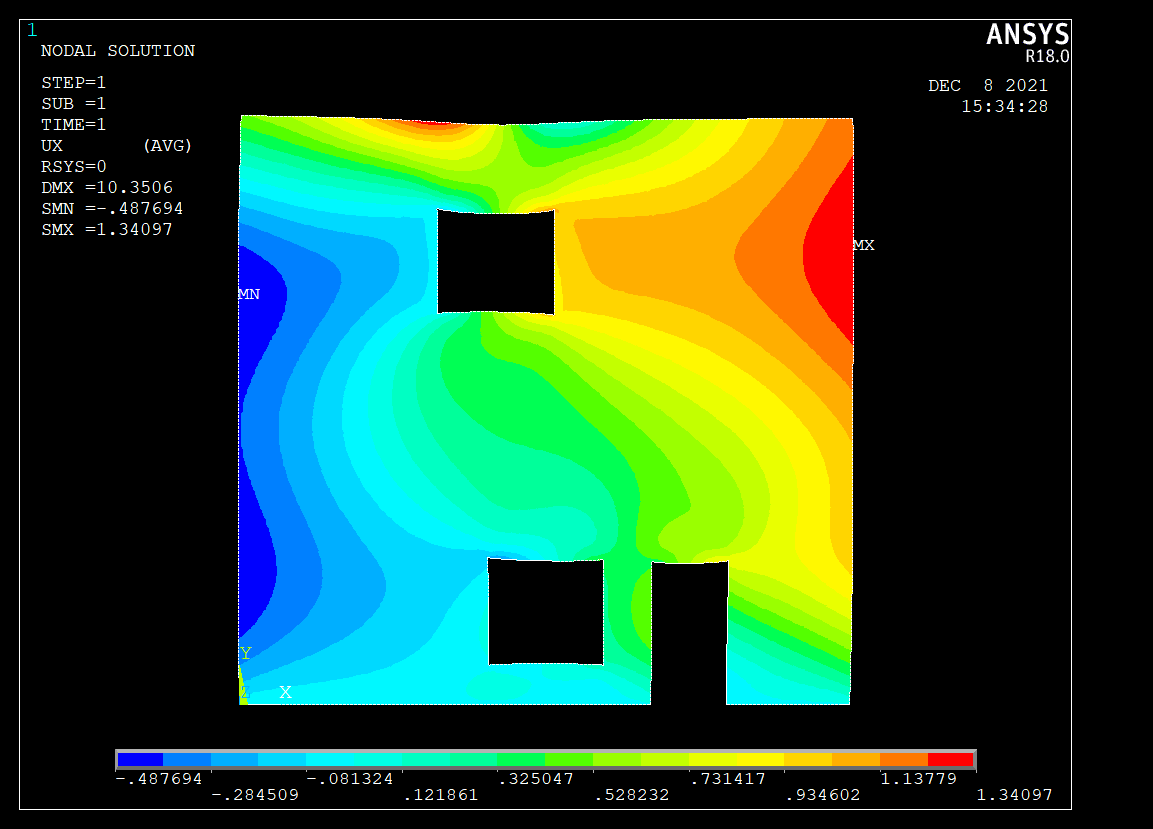 1
ANSYS
R18.0
NODAL SOLUTION
DEC 8 2021
15:34:28
STEP=1
SUB =1
TIME=1
UX (AVG)
RSYS=0
DMX =10.3506
SMN =-.487694
SMX =1.34097
MX
MN
Y
Z X
-.487694 -.081324 .325047 .731417 1.13779
-.284509 .121861 .528232 .934602 1.34097